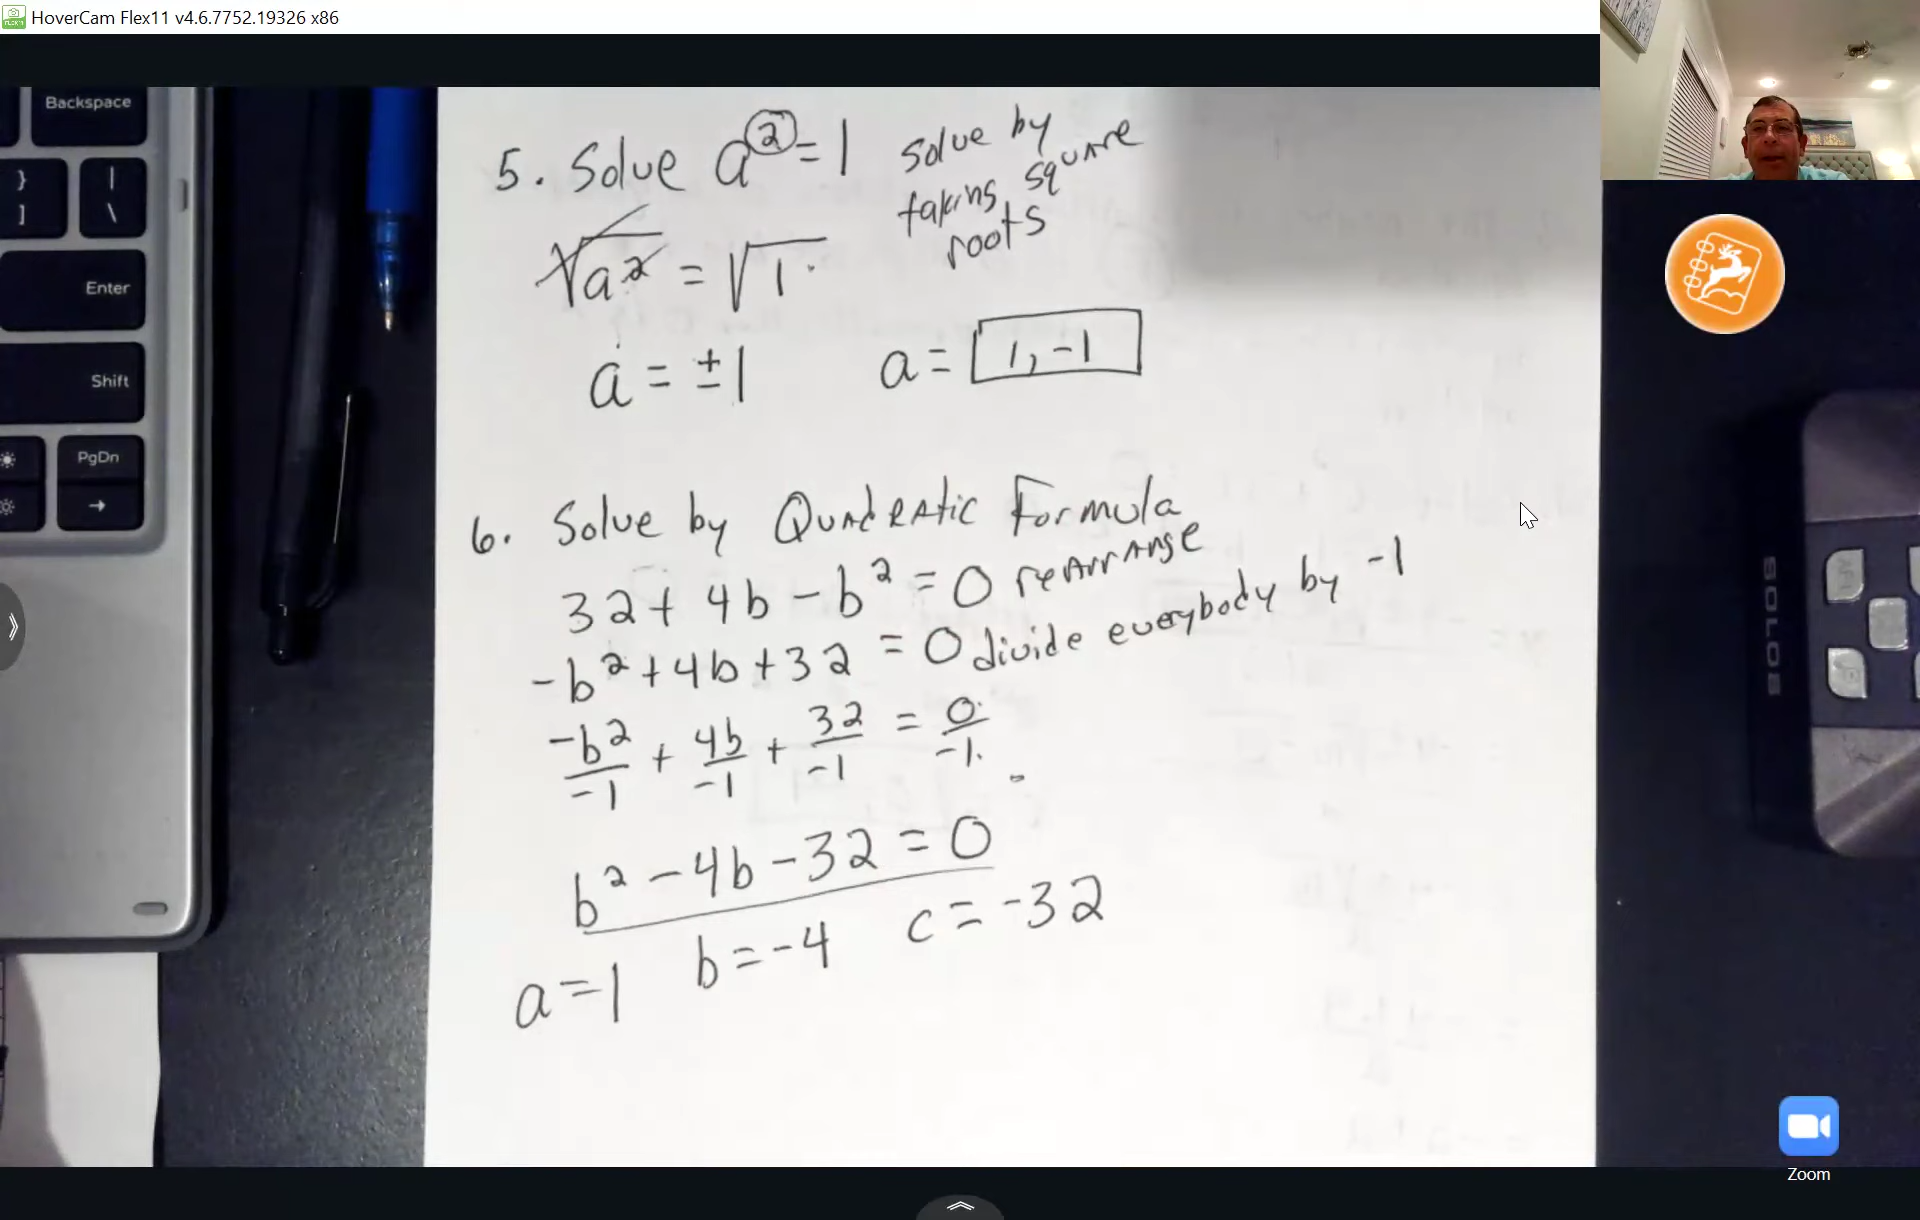 HoverCam Flex11 v4.6.7752.19326 x86
Backspace
}
]
|
\
Enter
Shift
PgDn
5. Solve a² = 1 solve by
taking square
roots
√a² = √1
a = ±1 a = 1, -1
6. Solve by Quadratic Formula
32 + 4b - b² = 0 rearrange
-b² + 4b + 32 = 0 divide everybody by -1
-b²/-1 + 4b/-1 + 32/-1 = 0/-1
b² - 4b - 32 = 0
a = 1 b = -4 c = -32
SOLO8
Zoom